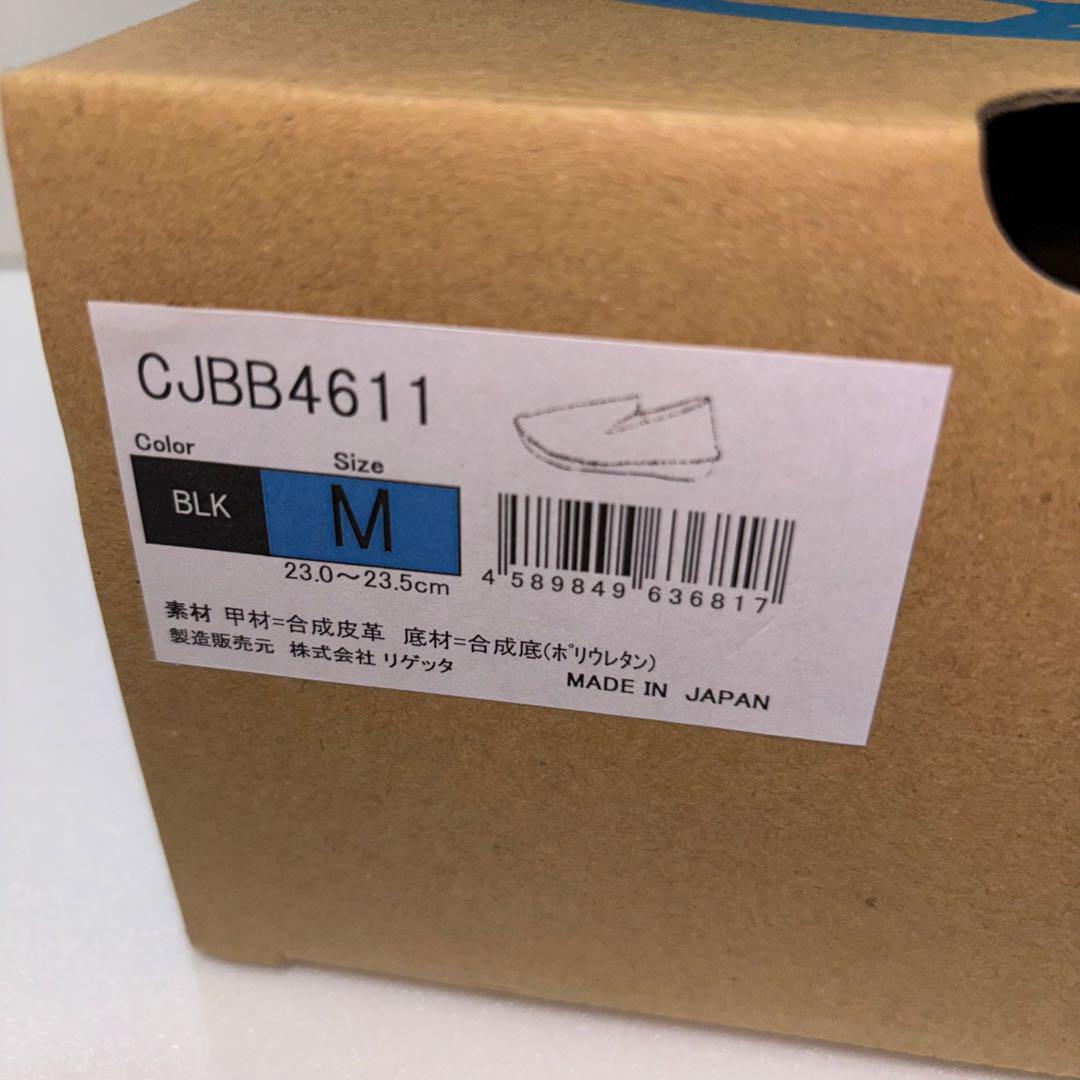 CJBB4611
Color
Size
BLK
M
23.0～23.5cm
4 589849 636817
素材 甲材=合成皮革 底材=合成底(ﾎﾟﾘｳﾚﾀﾝ)
製造販売元 株式会社 リゲッタ
MADE IN JAPAN